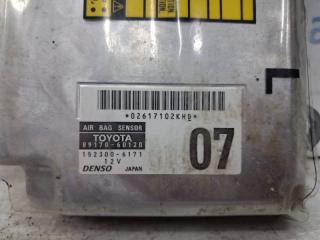 *02617102KHB*
AIR BAG SENSOR
TOYOTA
89170-60120
152300-6171
12V
DENSO JAPAN
07
L